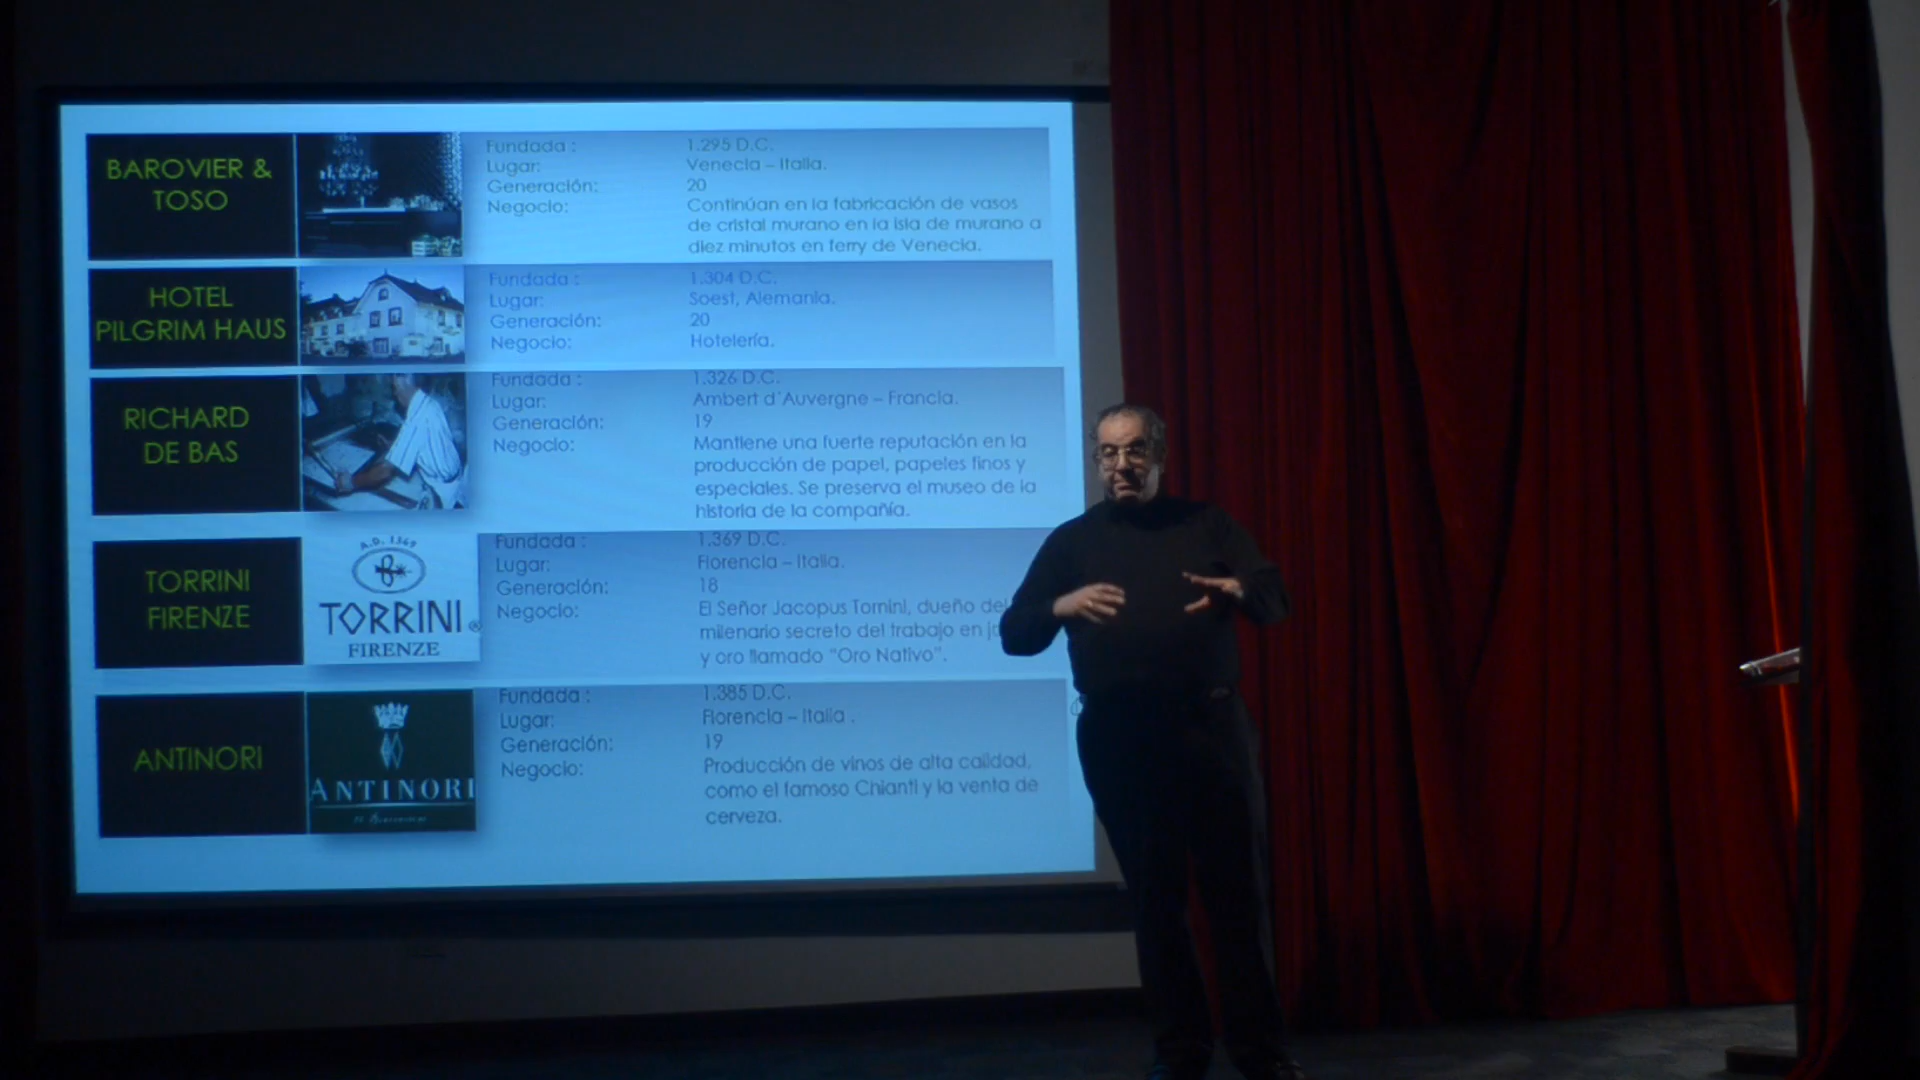 BAROVIER &
TOSO
Fundada : 1.295 D.C.
Lugar: Venecia – Italia.
Generación: 20
Negocio: Continúan en la fabricación de vasos
de cristal murano en la isla de murano a
diez minutos en ferry de Venecia.
HOTEL
PILGRIM HAUS
Fundada : 1.304 D.C.
Lugar: Soest, Alemania.
Generación: 20
Negocio: Hotelería.
RICHARD
DE BAS
Fundada : 1.326 D.C.
Lugar: Ambert d'Auvergne – Francia.
Generación: 19
Negocio: Mantiene una fuerte reputación en la
producción de papel, papeles finos y
especiales. Se preserva el museo de la
historia de la compañía.
TORRINI
FIRENZE
A.D. 1369
TORRINI®
FIRENZE
Fundada : 1.369 D.C.
Lugar: Florencia – Italia.
Generación: 18
Negocio: El Señor Jacopus Torrini, dueño del
milenario secreto del trabajo en
y oro llamado “Oro Nativo”.
ANTINORI
ANTINORI
Fundada : 1.385 D.C.
Lugar: Florencia – Italia .
Generación: 19
Negocio: Producción de vinos de alta calidad,
como el famoso Chianti y la venta de
cerveza.